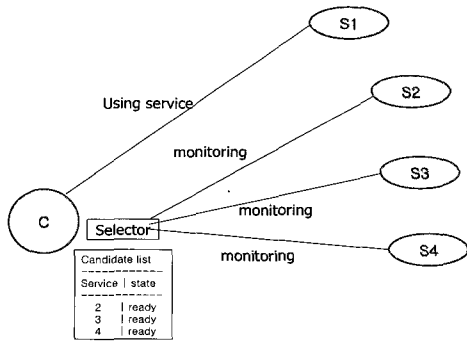 S1
Using service
S2
monitoring
S3
C
Selector
monitoring
S4
monitoring
Candidate list
Service | state
2 | ready
3 | ready
4 | ready